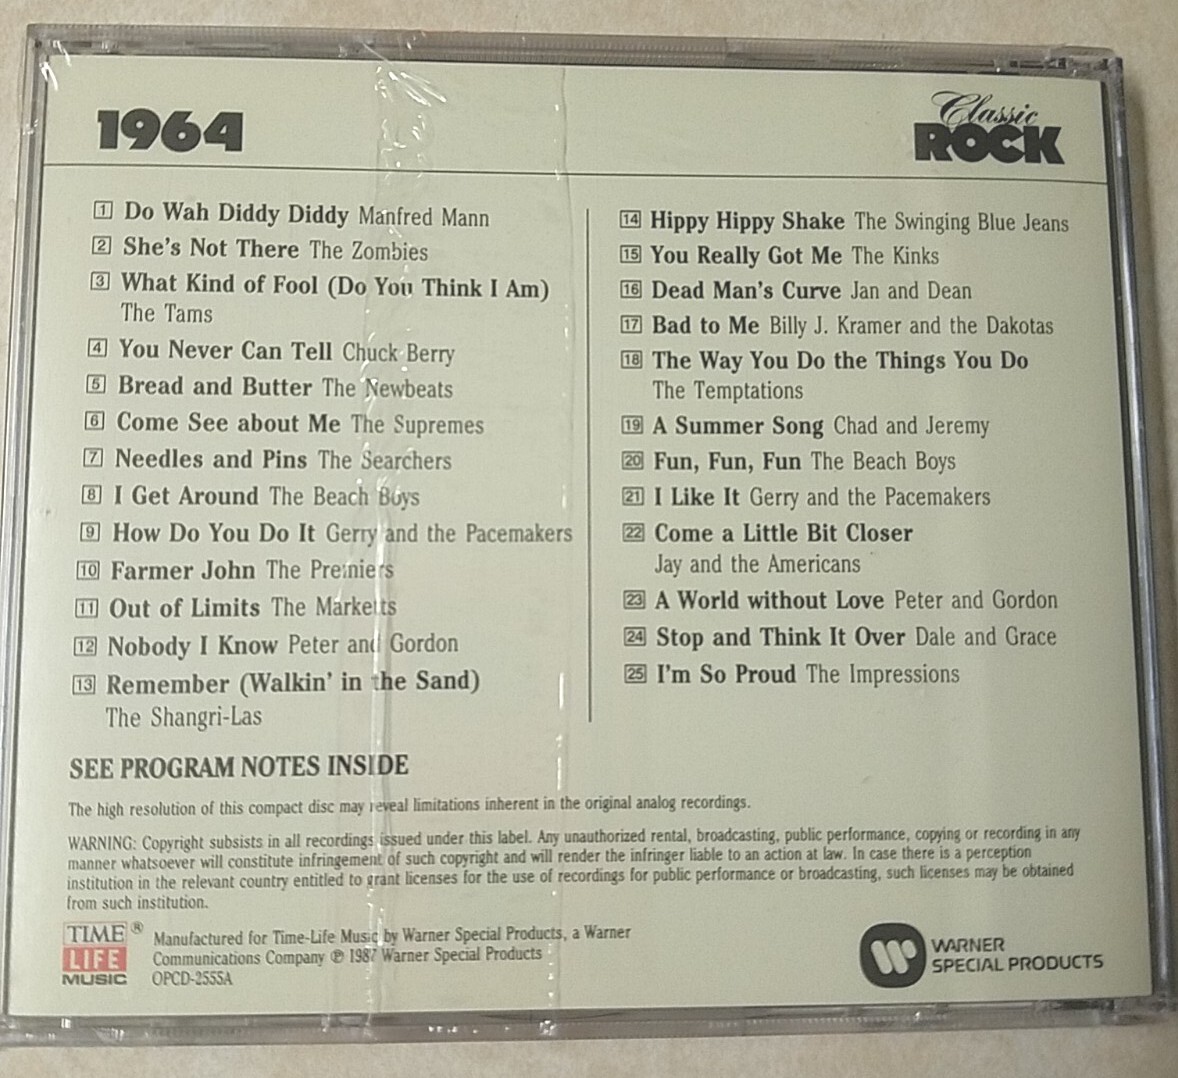 1964
Classic
ROCK
1 Do Wah Diddy Diddy Manfred Mann
2 She's Not There The Zombies
3 What Kind of Fool (Do You Think I Am)
The Tams
4 You Never Can Tell Chuck Berry
5 Bread and Butter The Newbeats
6 Come See about Me The Supremes
7 Needles and Pins The Searchers
8 I Get Around The Beach Boys
9 How Do You Do It Gerry and the Pacemakers
10 Farmer John The Premiers
11 Out of Limits The Marketts
12 Nobody I Know Peter and Gordon
13 Remember (Walkin' in the Sand)
The Shangri-Las
14 Hippy Hippy Shake The Swinging Blue Jeans
15 You Really Got Me The Kinks
16 Dead Man's Curve Jan and Dean
17 Bad to Me Billy J. Kramer and the Dakotas
18 The Way You Do the Things You Do
The Temptations
19 A Summer Song Chad and Jeremy
20 Fun, Fun, Fun The Beach Boys
21 I Like It Gerry and the Pacemakers
22 Come a Little Bit Closer
Jay and the Americans
23 A World without Love Peter and Gordon
24 Stop and Think It Over Dale and Grace
25 I'm So Proud The Impressions
SEE PROGRAM NOTES INSIDE
The high resolution of this compact disc may reveal limitations inherent in the original analog recordings.
WARNING: Copyright subsists in all recordings issued under this label. Any unauthorized rental, broadcasting, public performance, copying or recording in any
manner whatsoever will constitute infringement of such copyright and will render the infringer liable to an action at law. In case there is a perception
institution in the relevant country entitled to grant licenses for the use of recordings for public performance or broadcasting, such licenses may be obtained
from such institution.
TIME ®
LIFE
MUSIC
Manufactured for Time-Life Music by Warner Special Products, a Warner
Communications Company ℗ 1987 Warner Special Products
OPCD-2555A
WARNER
SPECIAL PRODUCTS